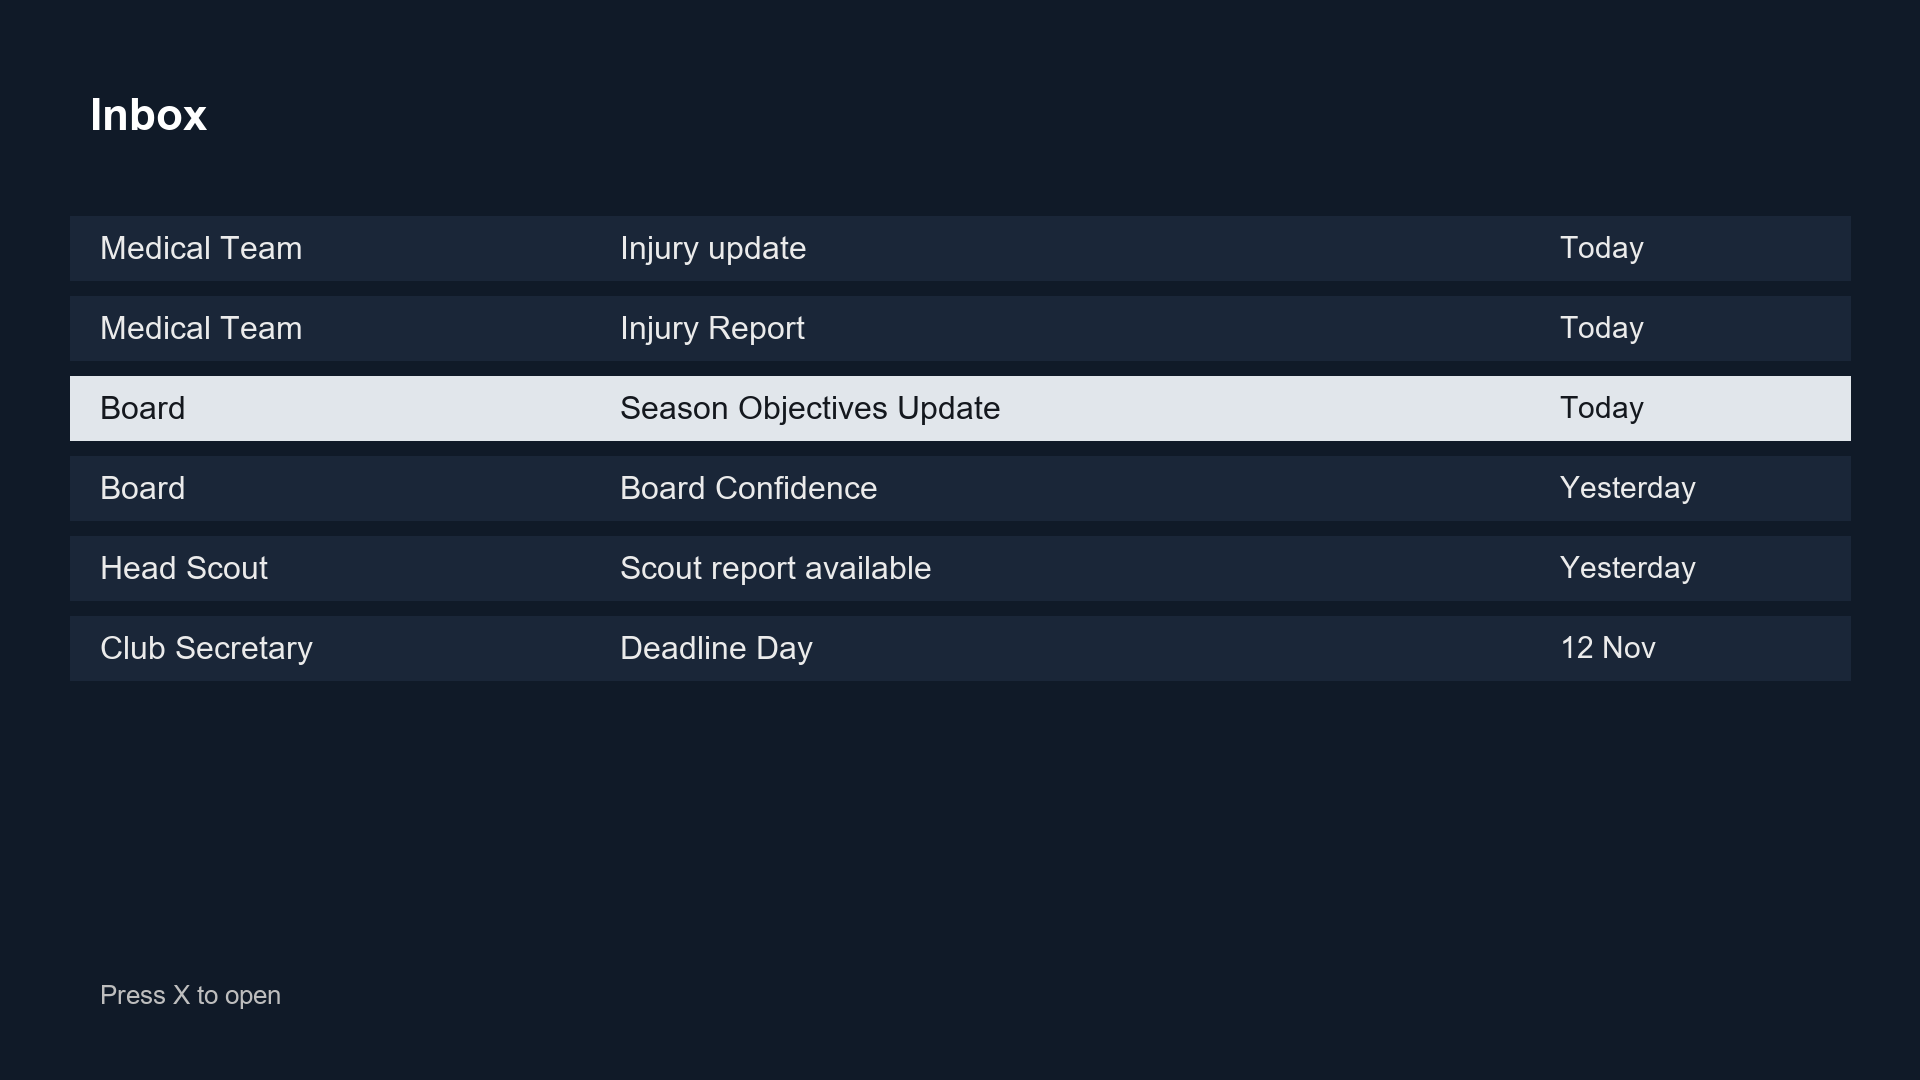 Inbox
Medical Team Injury update Today
Medical Team Injury Report Today
Board Season Objectives Update Today
Board Board Confidence Yesterday
Head Scout Scout report available Yesterday
Club Secretary Deadline Day 12 Nov
Press X to open